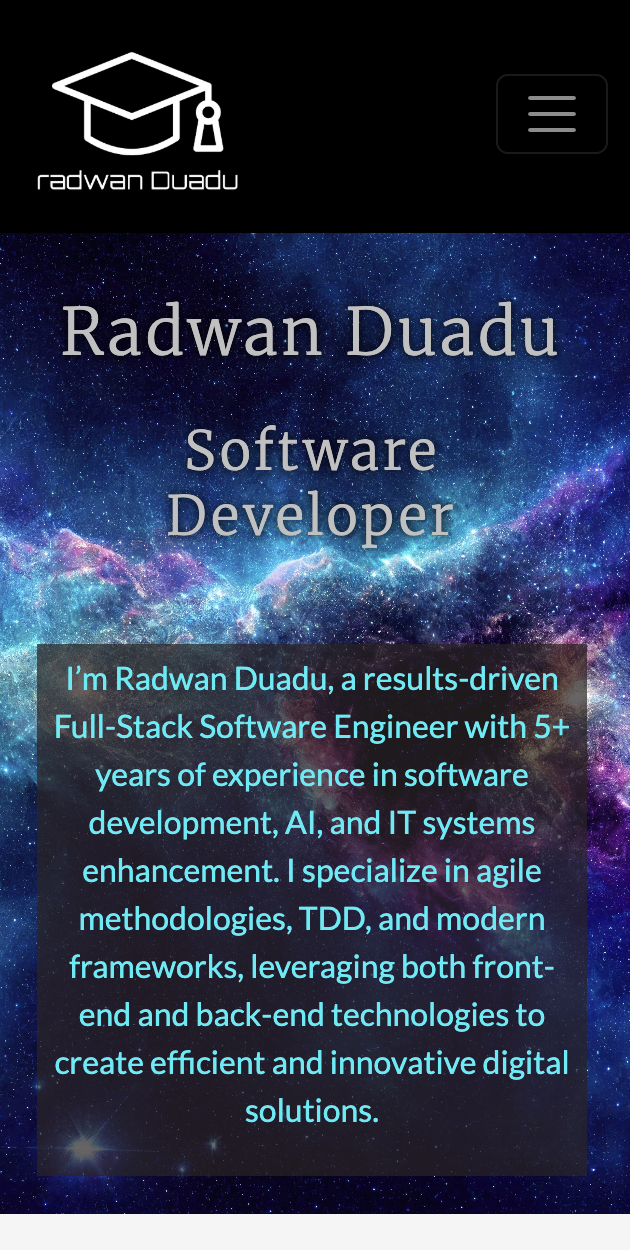 radwan Duadu
Radwan Duadu
Software
Developer
I’m Radwan Duadu, a results-driven
Full-Stack Software Engineer with 5+
years of experience in software
development, AI, and IT systems
enhancement. I specialize in agile
methodologies, TDD, and modern
frameworks, leveraging both front-
end and back-end technologies to
create efficient and innovative digital
solutions.